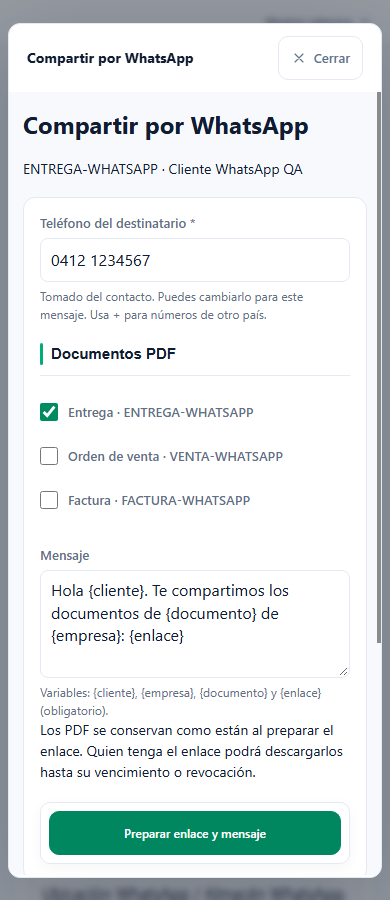 Compartir por WhatsApp
Cerrar
Compartir por WhatsApp
ENTREGA-WHATSAPP · Cliente WhatsApp QA
Teléfono del destinatario *
0412 1234567
Tomado del contacto. Puedes cambiarlo para este
mensaje. Usa + para números de otro país.
Documentos PDF
Entrega · ENTREGA-WHATSAPP
Orden de venta · VENTA-WHATSAPP
Factura · FACTURA-WHATSAPP
Mensaje
Hola {cliente}. Te compartimos los
documentos de {documento} de
{empresa}: {enlace}
Variables: {cliente}, {empresa}, {documento} y {enlace}
(obligatorio).
Los PDF se conservan como están al preparar el
enlace. Quien tenga el enlace podrá descargarlos
hasta su vencimiento o revocación.
Preparar enlace y mensaje